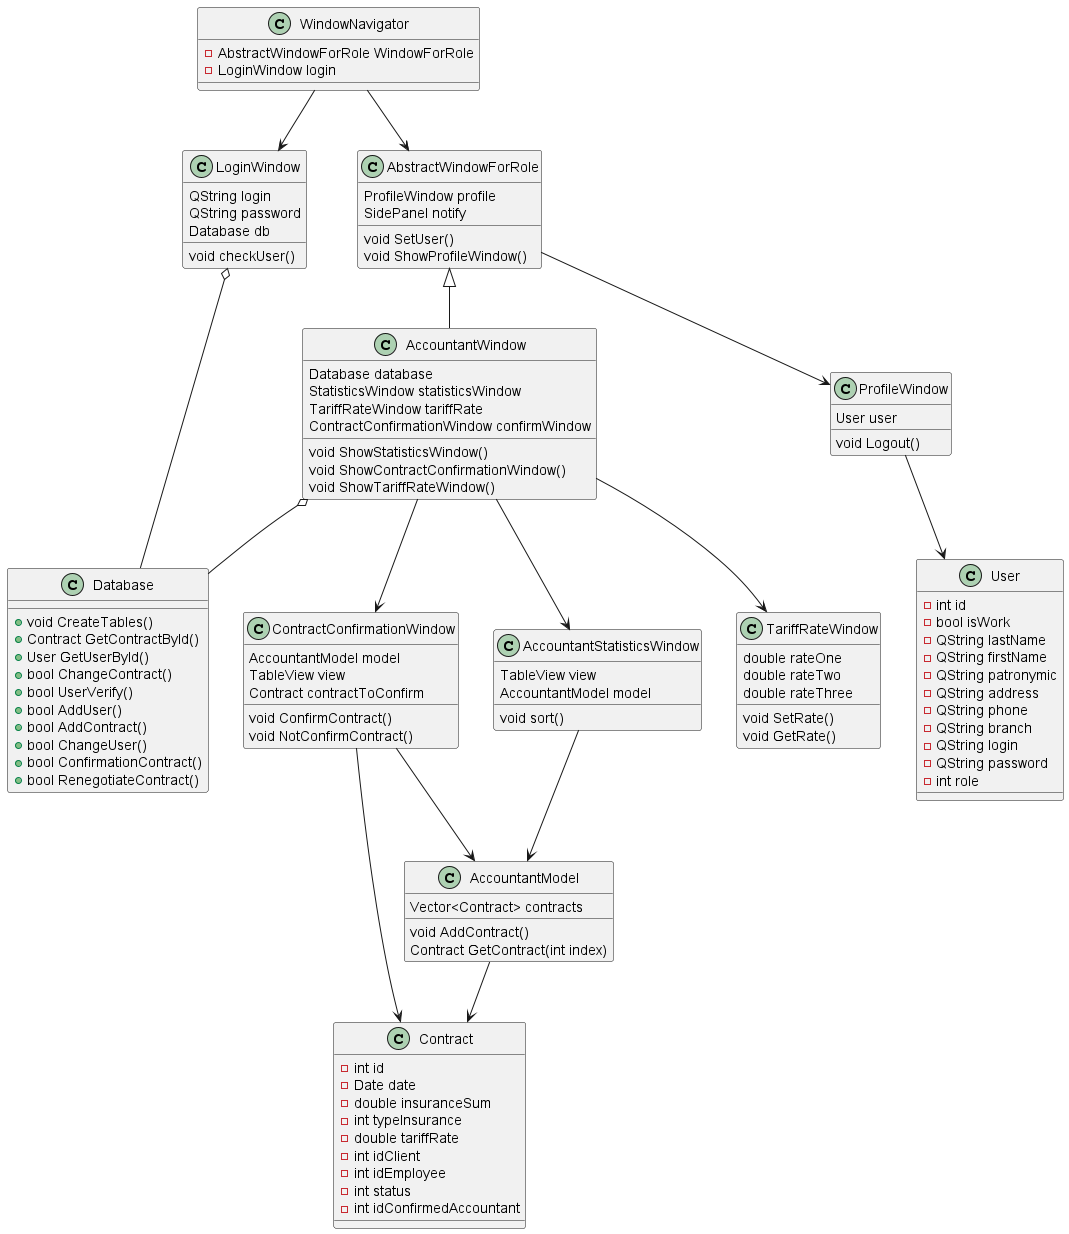 C WindowNavigator
AbstractWindowForRole WindowForRole
LoginWindow login
C LoginWindow
QString login
QString password
Database db
void checkUser()
C AbstractWindowForRole
ProfileWindow profile
SidePanel notify
void SetUser()
void ShowProfileWindow()
C AccountantWindow
Database database
StatisticsWindow statisticsWindow
TariffRateWindow tariffRate
ContractConfirmationWindow confirmWindow
void ShowStatisticsWindow()
void ShowContractConfirmationWindow()
void ShowTariffRateWindow()
C ProfileWindow
User user
void Logout()
C Database
void CreateTables()
Contract GetContractById()
User GetUserById()
bool ChangeContract()
bool UserVerify()
bool AddUser()
bool AddContract()
bool ChangeUser()
bool ConfirmationContract()
bool RenegotiateContract()
C ContractConfirmationWindow
AccountantModel model
TableView view
Contract contractToConfirm
void ConfirmContract()
void NotConfirmContract()
C AccountantStatisticsWindow
TableView view
AccountantModel model
void sort()
C TariffRateWindow
double rateOne
double rateTwo
double rateThree
void SetRate()
void GetRate()
C User
int id
bool isWork
QString lastName
QString firstName
QString patronymic
QString address
QString phone
QString branch
QString login
QString password
int role
C AccountantModel
Vector<Contract> contracts
void AddContract()
Contract GetContract(int index)
C Contract
int id
Date date
double insuranceSum
int typeInsurance
double tariffRate
int idClient
int idEmployee
int status
int idConfirmedAccountant